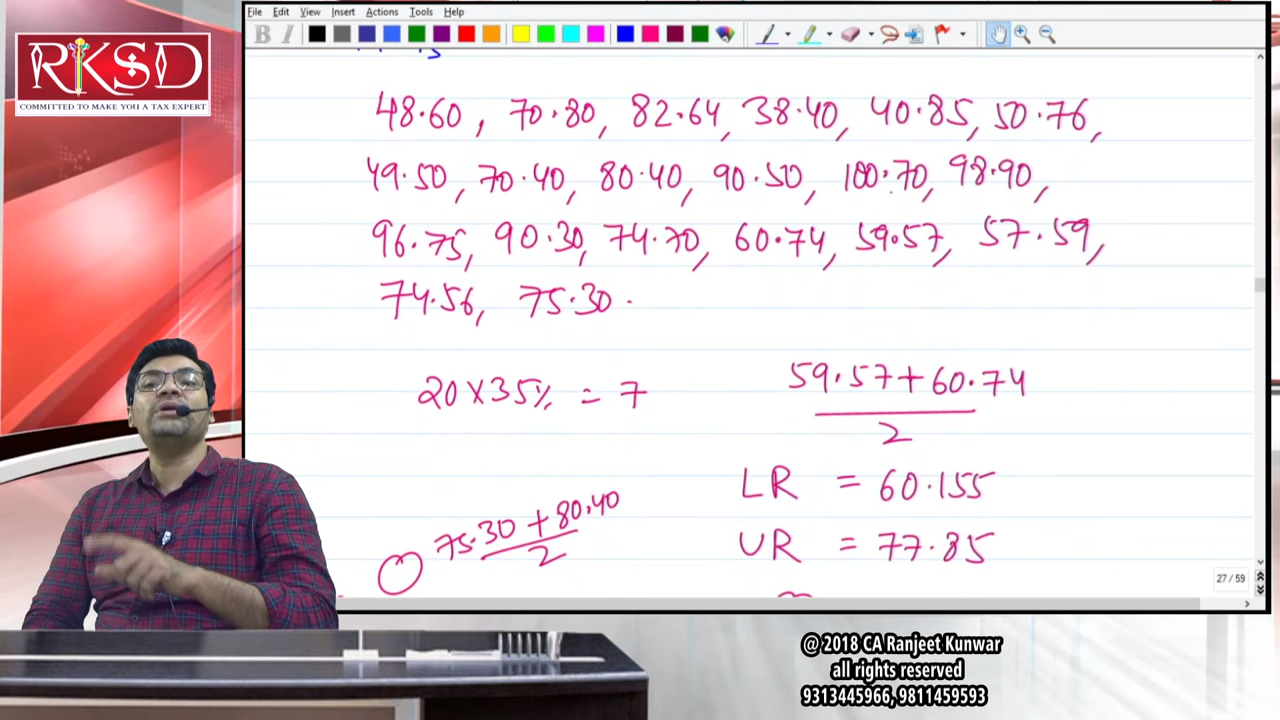 File Edit View Insert Actions Tools Help
B I
RKSD
COMMITTED TO MAKE YOU A TAX EXPERT
48.60, 70.80, 82.64, 38.40, 40.85, 50.76,
49.50, 70.40, 80.40, 90.50, 100.70, 98.90,
96.75, 90.30, 74.70, 60.74, 59.57, 57.59,
74.56, 75.30.
20 x 35% = 7
59.57 + 60.74
2
LR = 60.155
75.30 + 80.40
2
UR = 77.85
27 / 59
@ 2018 CA Ranjeet Kunwar
all rights reserved
9313445966, 9811459593